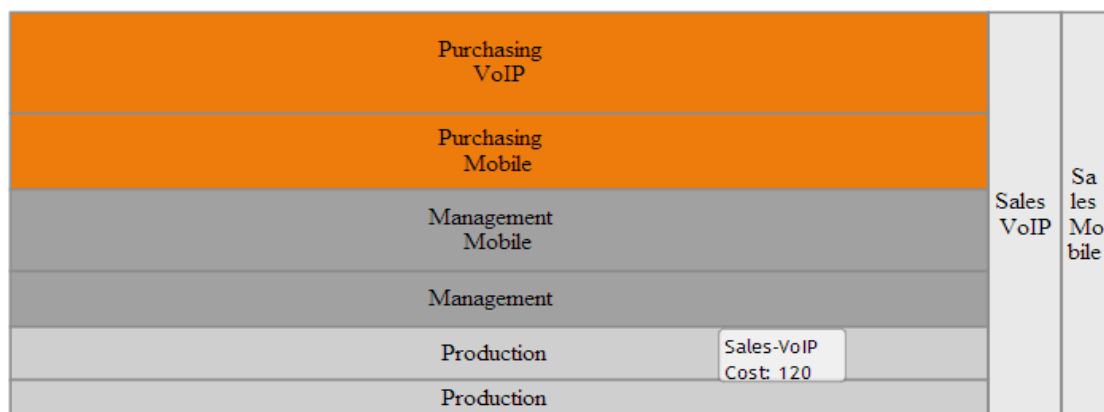 Purchasing
VoIP
Purchasing
Mobile
Management
Mobile
Management
Production
Production
Sales-VoIP
Cost: 120
Sales
VoIP
Sa
les
Mo
bile